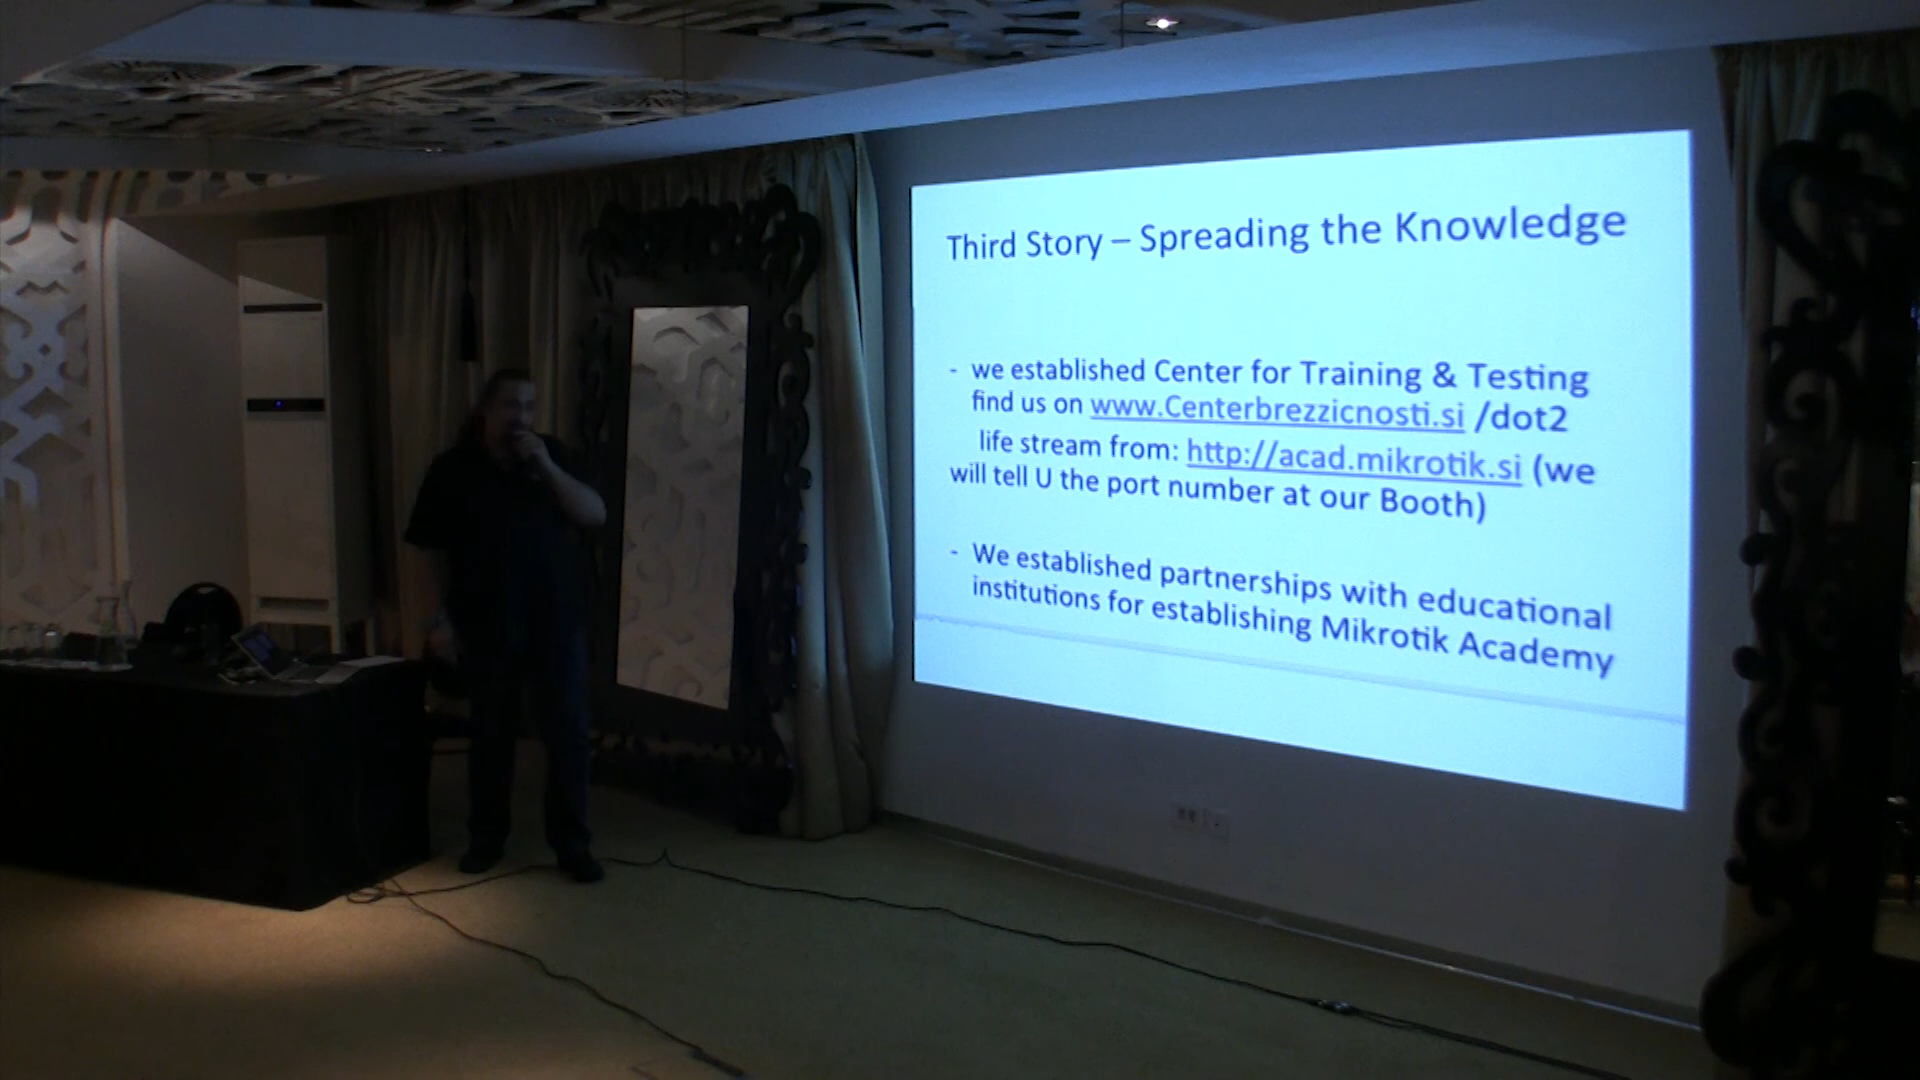 Third Story – Spreading the Knowledge
- we established Center for Training & Testing
find us on www.Centerbrezzicnosti.si /dot2
life stream from: http://acad.mikrotik.si (we
will tell U the port number at our Booth)
- We established partnerships with educational
institutions for establishing Mikrotik Academy